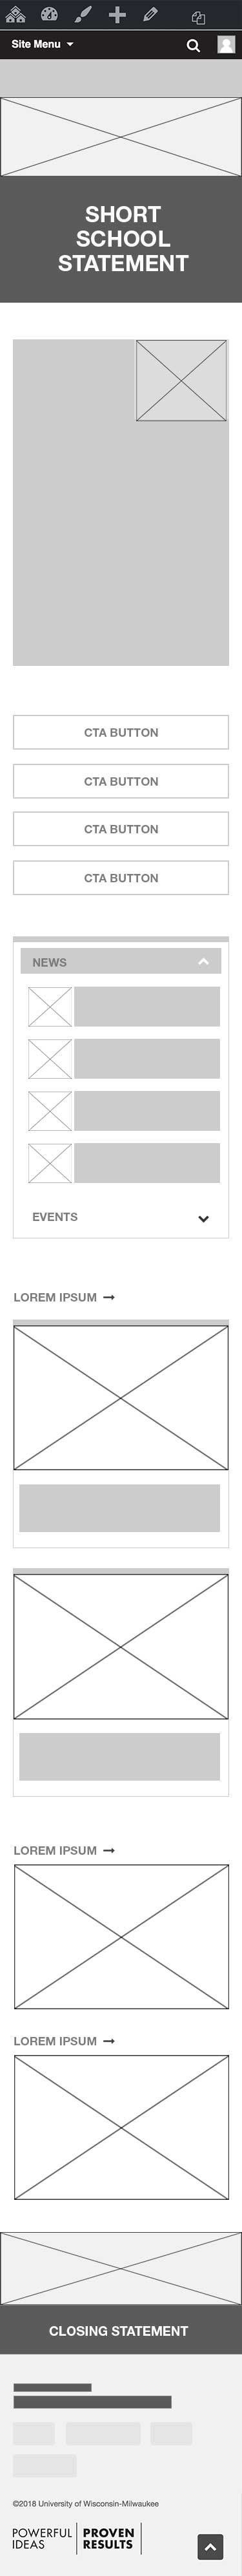 Site Menu
SHORT
SCHOOL
STATEMENT
CTA BUTTON
CTA BUTTON
CTA BUTTON
CTA BUTTON
NEWS
EVENTS
LOREM IPSUM
LOREM IPSUM
LOREM IPSUM
CLOSING STATEMENT
©2018 University of Wisconsin-Milwaukee
POWERFUL
IDEAS
PROVEN
RESULTS